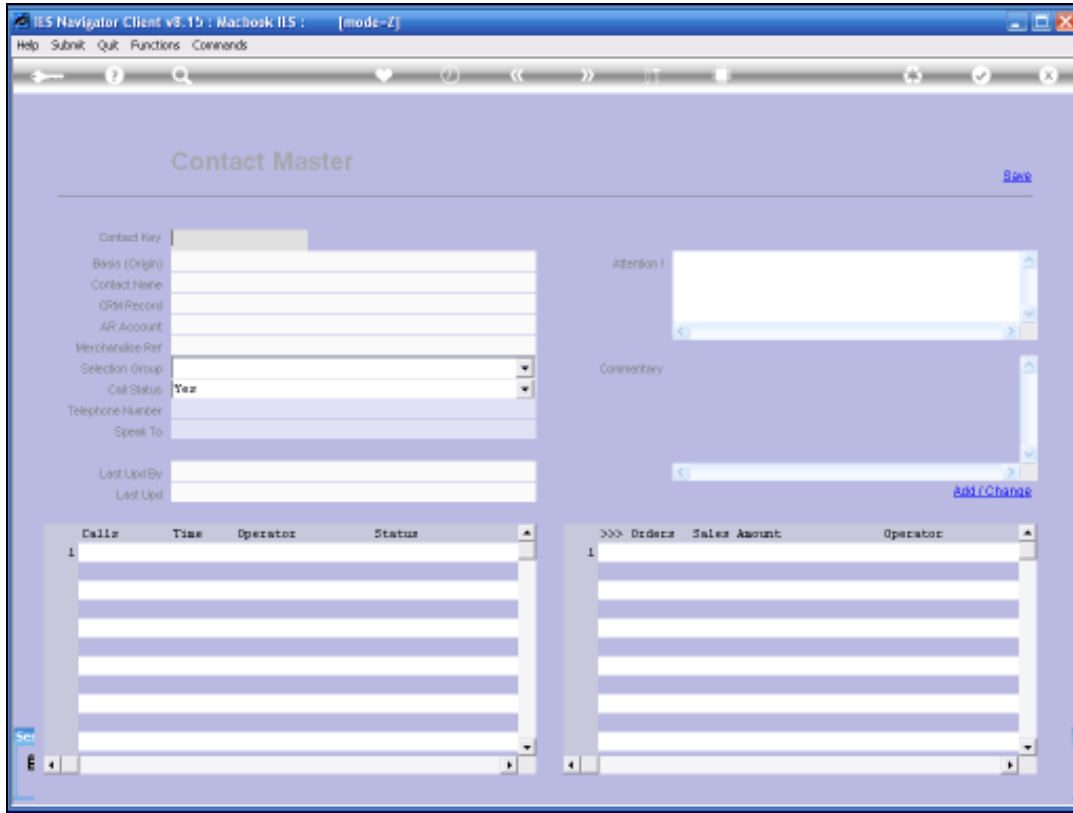 IES Navigator Client v8.15 : Macbook IES : [mode-Z]
Help Submit Quit Functions Commands
Contact Master
Save
Contact Key
Basis (Origin)
Attention !
Contact Name
CRM Record
AR Account
Merchandise Ref
Selection Group
Commentary
Call Status Yes
Telephone Number
Speak To
Last Upd By
Last Upd
Add / Change
Calls Time Operator Status
1
>>> Orders Sales Amount Operator
1